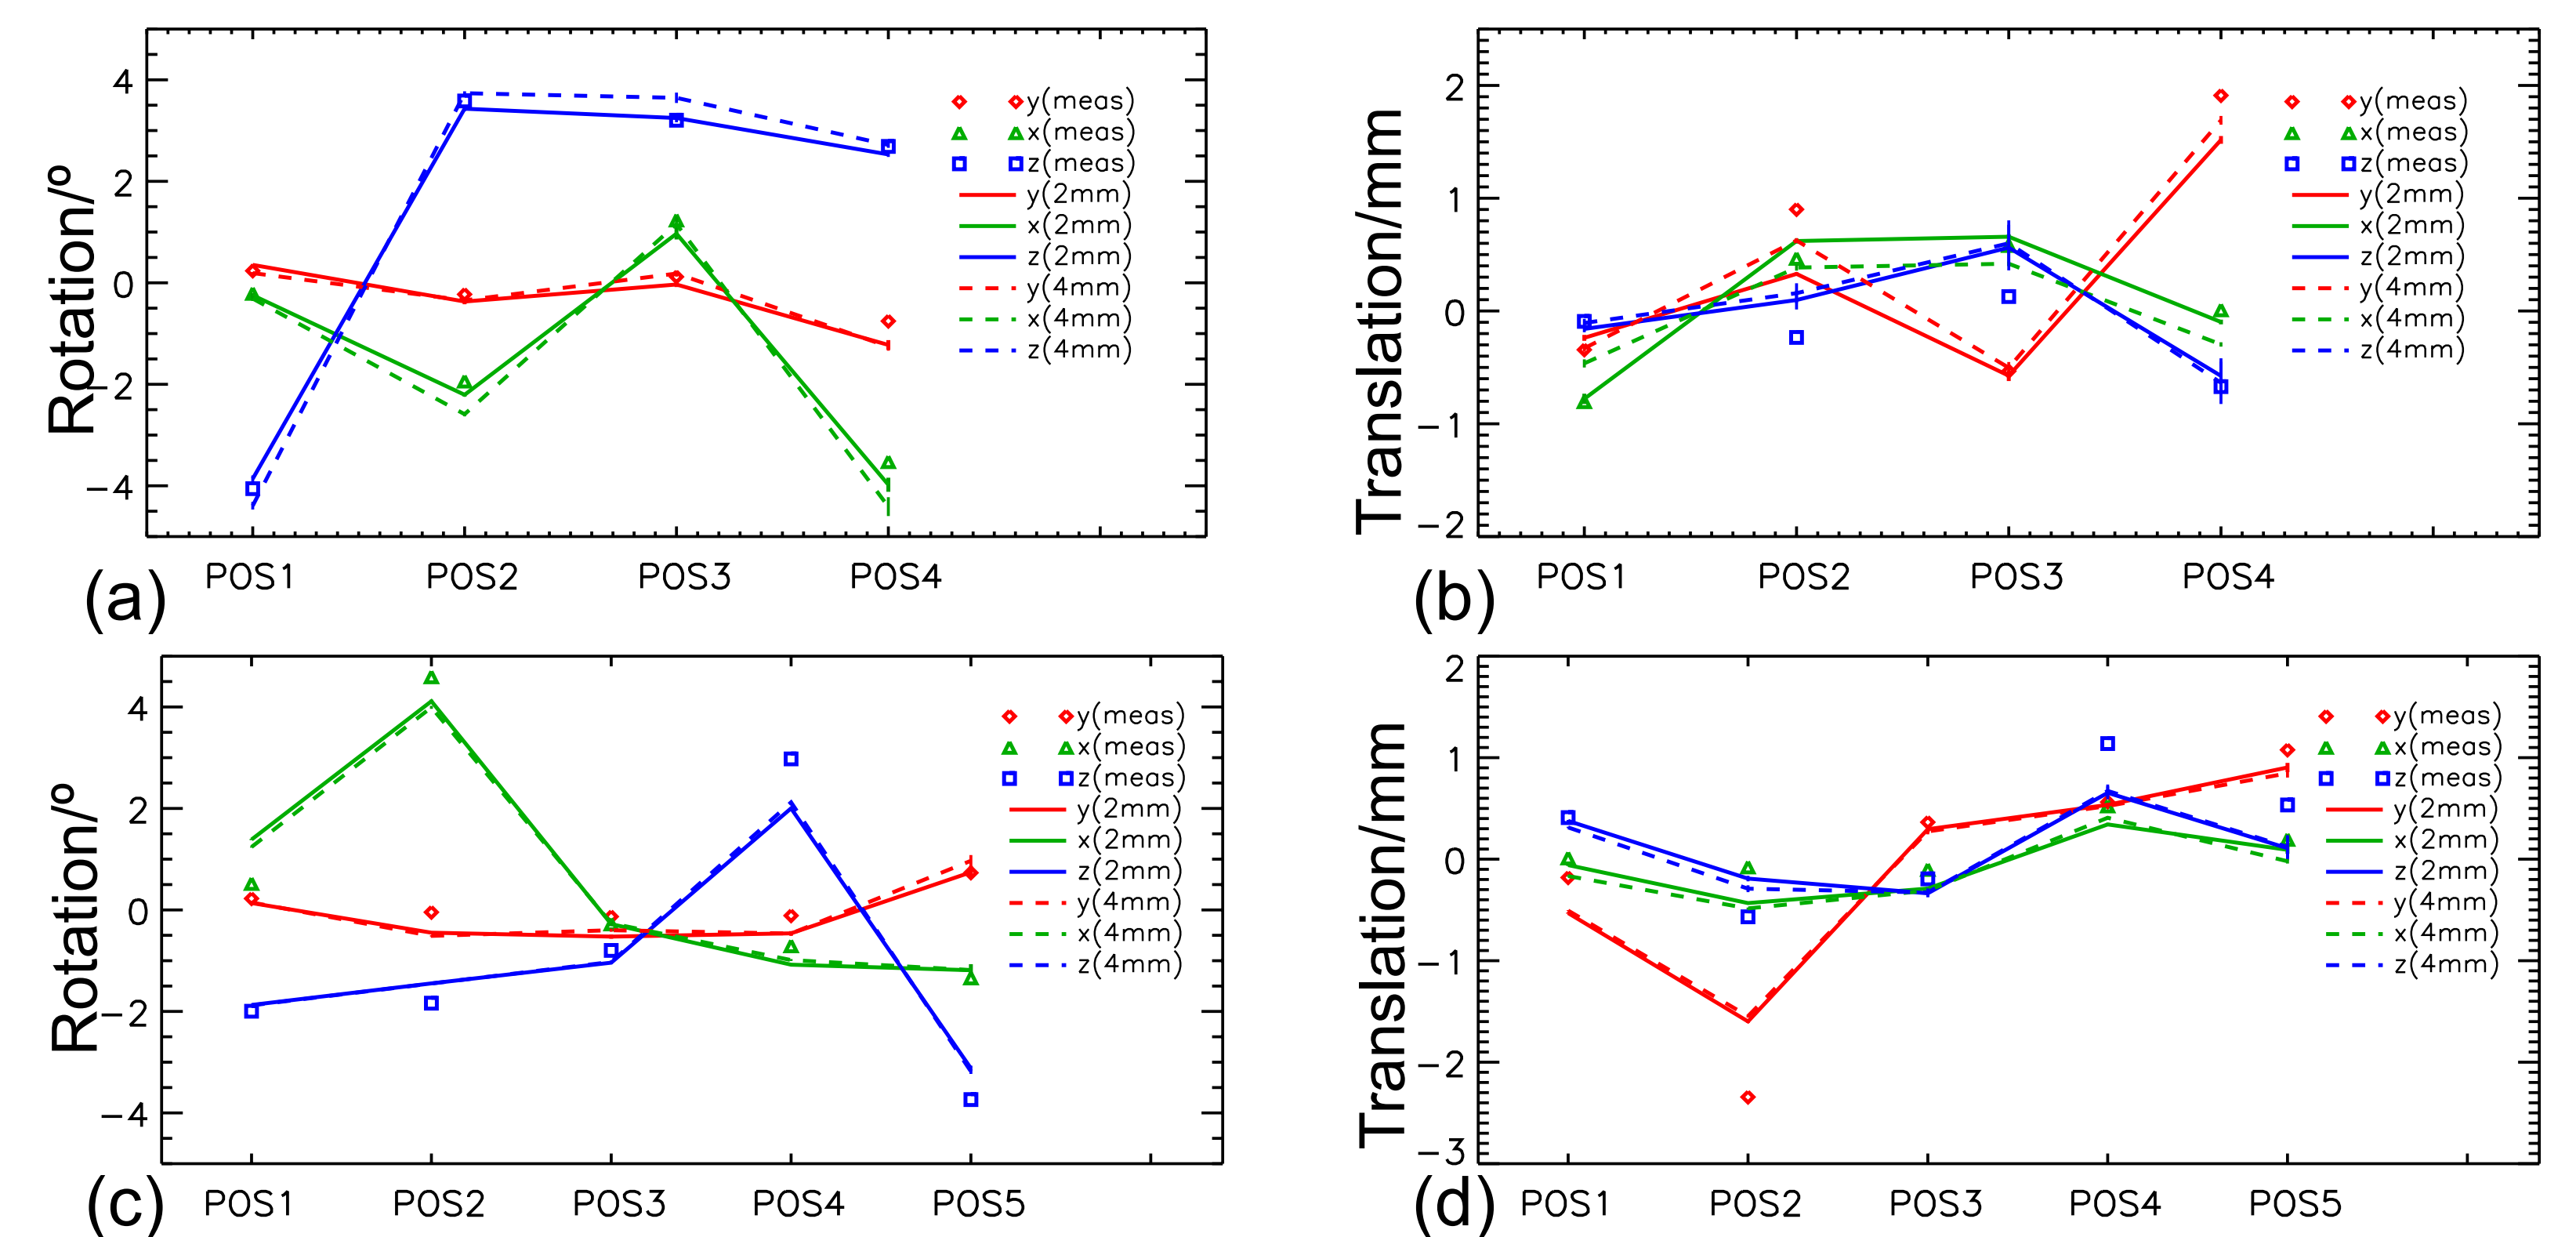 Rotation/º
4
2
0
−2
−4
y(meas)
x(meas)
z(meas)
y(2mm)
x(2mm)
z(2mm)
y(4mm)
x(4mm)
z(4mm)
POS1 POS2 POS3 POS4
(a)
Translation/mm
2
1
0
−1
−2
y(meas)
x(meas)
z(meas)
y(2mm)
x(2mm)
z(2mm)
y(4mm)
x(4mm)
z(4mm)
POS1 POS2 POS3 POS4
(b)
Rotation/º
4
2
0
−2
−4
y(meas)
x(meas)
z(meas)
y(2mm)
x(2mm)
z(2mm)
y(4mm)
x(4mm)
z(4mm)
POS1 POS2 POS3 POS4 POS5
(c)
Translation/mm
2
1
0
−1
−2
−3
y(meas)
x(meas)
z(meas)
y(2mm)
x(2mm)
z(2mm)
y(4mm)
x(4mm)
z(4mm)
POS1 POS2 POS3 POS4 POS5
(d)